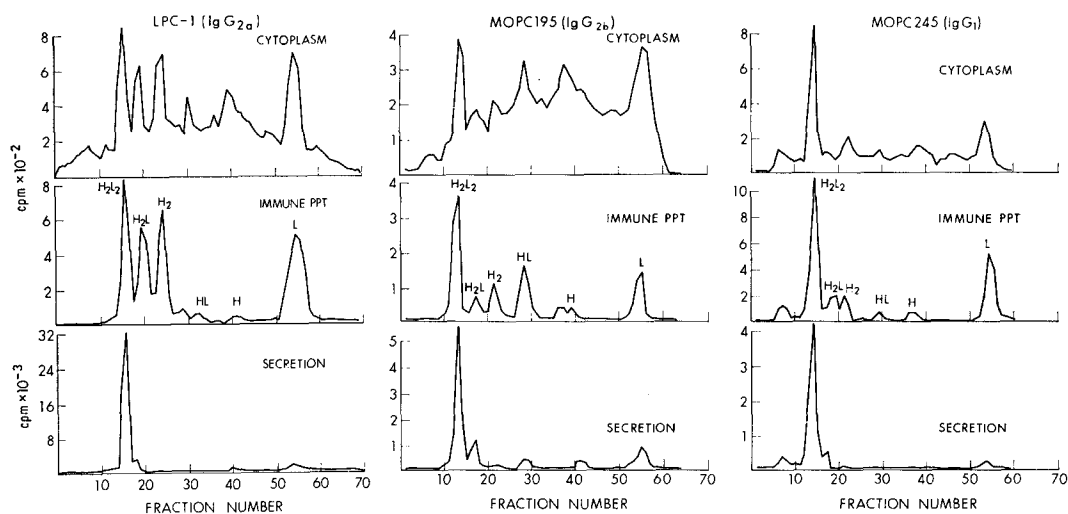 LPC-1 (IgG2a)
MOPC195 (IgG2b)
MOPC245 (IgG1)
CYTOPLASM
8
6
4
2
CYTOPLASM
4
3
2
1
CYTOPLASM
8
6
4
2
cpm × 10-2
IMMUNE PPT
H2L2
H2L
H2
HL
H
L
8
6
4
2
IMMUNE PPT
H2L2
H2L
H2
HL
H
L
4
3
2
1
IMMUNE PPT
H2L2
H2L
H2
HL
H
L
10
8
6
4
2
cpm × 10-3
SECRETION
32
24
16
8
SECRETION
5
4
3
2
1
SECRETION
4
3
2
1
10 20 30 40 50 60 70
10 20 30 40 50 60 70
10 20 30 40 50 60 70
FRACTION NUMBER
FRACTION NUMBER
FRACTION NUMBER